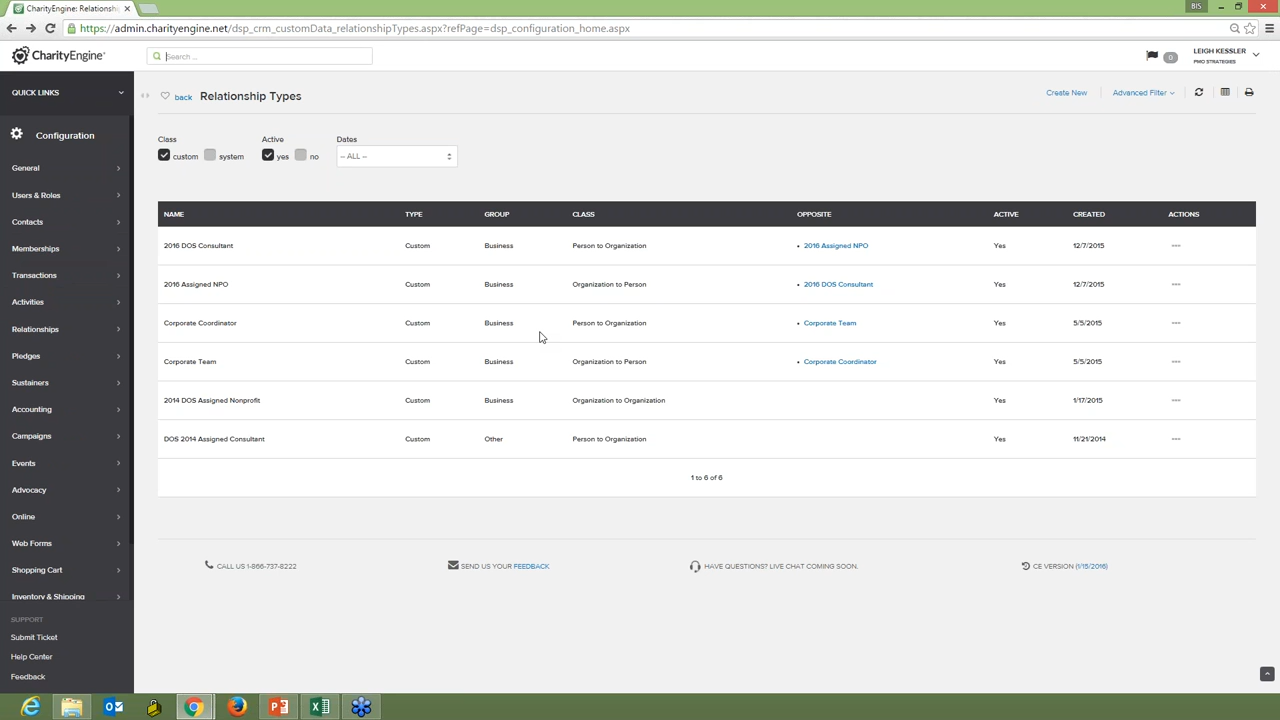 CharityEngine: Relationship Types
BIS
https://admin.charityengine.net/dsp_crm_customData_relationshipTypes.aspx?refPage=dsp_configuration_home.aspx
CharityEngine
Search ...
0
LEIGH KESSLER
PMO STRATEGIES
QUICK LINKS
Configuration
General
Users & Roles
Contacts
Memberships
Transactions
Activities
Relationships
Pledges
Sustainers
Accounting
Campaigns
Events
Advocacy
Online
Web Forms
Shopping Cart
Inventory & Shipping
SUPPORT
Submit Ticket
Help Center
Feedback
back Relationship Types
Create New Advanced Filter
Class Active Dates
custom system yes no -- ALL --
NAME TYPE GROUP CLASS OPPOSITE ACTIVE CREATED ACTIONS
2016 DOS Consultant Custom Business Person to Organization • 2016 Assigned NPO Yes 12/7/2015
2016 Assigned NPO Custom Business Organization to Person • 2016 DOS Consultant Yes 12/7/2015
Corporate Coordinator Custom Business Person to Organization • Corporate Team Yes 5/5/2015
Corporate Team Custom Business Organization to Person • Corporate Coordinator Yes 5/5/2015
2014 DOS Assigned Nonprofit Custom Business Organization to Organization Yes 1/17/2015
DOS 2014 Assigned Consultant Custom Other Person to Organization Yes 11/21/2014
1 to 6 of 6
CALL US 1-866-737-8222 SEND US YOUR FEEDBACK HAVE QUESTIONS? LIVE CHAT COMING SOON. CE VERSION (1/15/2016)